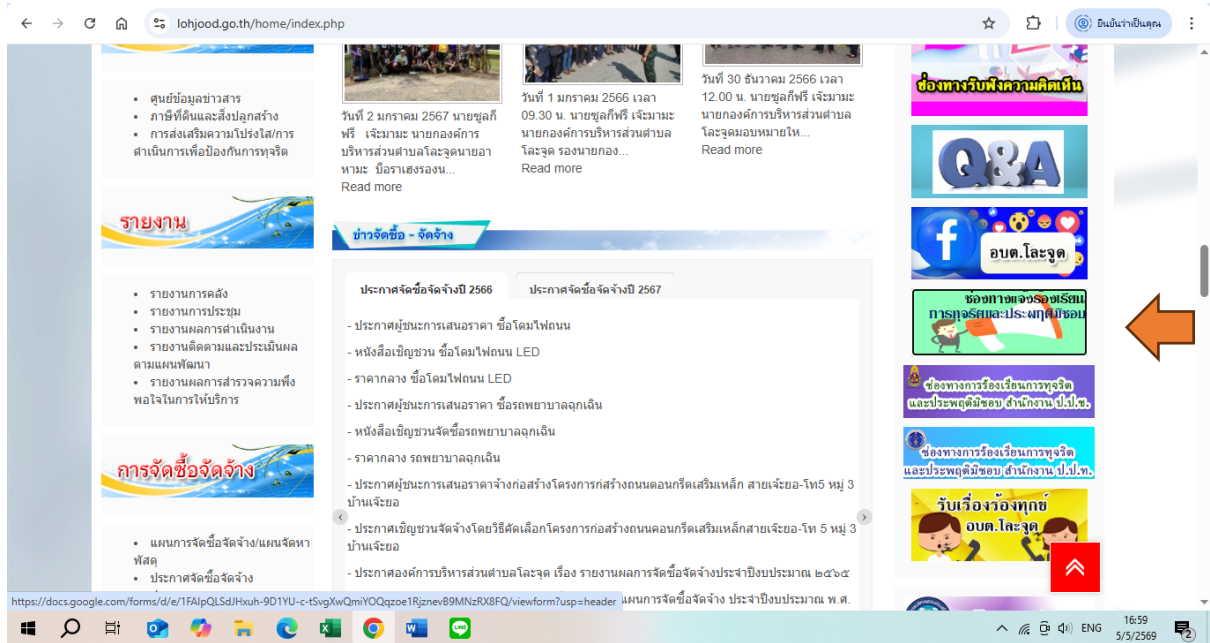 lohjood.go.th/home/index.php
ยืนยันว่าเป็นคุณ
• ศูนย์ข้อมูลข่าวสาร
• ภาษีที่ดินและสิ่งปลูกสร้าง
• การส่งเสริมความโปร่งใส/การ
ดำเนินการเพื่อป้องกันการทุจริต
รายงาน
• รายงานการคลัง
• รายงานการประชุม
• รายงานผลการดำเนินงาน
• รายงานติดตามและประเมินผล
ตามแผนพัฒนา
• รายงานผลการสำรวจความพึง
พอใจในการให้บริการ
การจัดซื้อจัดจ้าง
• แผนการจัดซื้อจัดจ้าง/แผนจัดหา
พัสดุ
• ประกาศจัดซื้อจัดจ้าง
วันที่ 2 มกราคม 2567 นายซูลกี
ฟรี เจ๊ะมามะ นายกองค์การ
บริหารส่วนตำบลโละจูดนายอา
หามะ บือราเฮงรองน...
Read more
วันที่ 1 มกราคม 2566 เวลา
09.30 น. นายซูลกีฟรี เจ๊ะมามะ
นายกองค์การบริหารส่วนตำบล
โละจูด รองนายกอง...
Read more
วันที่ 30 ธันวาคม 2566 เวลา
12.00 น. นายซูลกีฟรี เจ๊ะมามะ
นายกองค์การบริหารส่วนตำบล
โละจูดมอบหมายให...
Read more
ข่าวจัดซื้อ - จัดจ้าง
ประกาศจัดซื้อจัดจ้างปี 2566
ประกาศจัดซื้อจัดจ้างปี 2567
- ประกาศผู้ชนะการเสนอราคา ซื้อโคมไฟถนน
- หนังสือเชิญชวน ซื้อโคมไฟถนน LED
- ราคากลาง ซื้อโคมไฟถนน LED
- ประกาศผู้ชนะการเสนอราคา ซื้อรถพยาบาลฉุกเฉิน
- หนังสือเชิญชวนจัดซื้อรถพยาบาลฉุกเฉิน
- ราคากลาง รถพยาบาลฉุกเฉิน
- ประกาศผู้ชนะการเสนอราคาจ้างก่อสร้างโครงการก่สร้างถนนตอนกรีตเสริมเหล็ก สายเจ๊ะยอ-โท5 หมู่ 3
บ้านเจ๊ะยอ
- ประกาศเชิญชวนจัดจ้างโดยวิธีคัดเลือกโครงการก่อสร้างถนนคอนกรีตเสริมเหล็กสายเจ๊ะยอ-โท 5 หมู่ 3
บ้านเจ๊ะยอ
- ประกาศองค์การบริหารส่วนตำบลโละจูด เรื่อง รายงานผลการจัดซื้อจัดจ้างประจำปีงบประมาณ ๒๕๖๕
แผนการจัดซื้อจัดจ้าง ประจำปีงบประมาณ พ.ศ.
ช่องทางรับฟังความคิดเห็น
Q&A
f
อบต.โละจูด
ช่องทางแจ้งร้องเรียน
การทุจริตและประพฤติมิชอบ
ช่องทางการร้องเรียนการทุจริต
และประพฤติมิชอบ สำนักงาน ป.ป.ช.
ช่องทางการร้องเรียนการทุจริต
และประพฤติมิชอบ สำนักงาน ป.ป.ท.
รับเรื่องร้องทุกข์
อบต.โละจูด
https://docs.google.com/forms/d/e/1FAIpQLSdJHxuh-9D1YU-c-tSvgXwQmiYOQqzoe1RjznevB9MNzRX8FQ/viewform?usp=header
ENG
16:59
5/5/2569
2